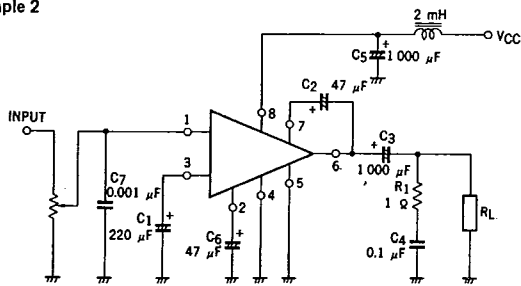 ple 2
2 mH
VCC
C5
+
1 000 μF
C2
47 μF
+
8
7
INPUT
1
3
6
+
C3
1 000 μF
C7
0.001 μF
2
4
5
R1
1 Ω
RL
C1
+
220 μF
C6
+
47 μF
C4
0.1 μF